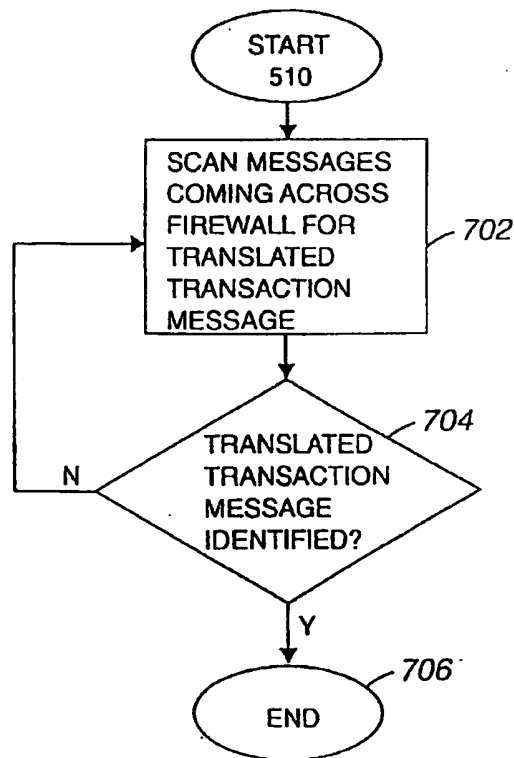 START
510
SCAN MESSAGES
COMING ACROSS
FIREWALL FOR
TRANSLATED
TRANSACTION
MESSAGE
702
704
TRANSLATED
TRANSACTION
MESSAGE
IDENTIFIED?
N
Y
706
END